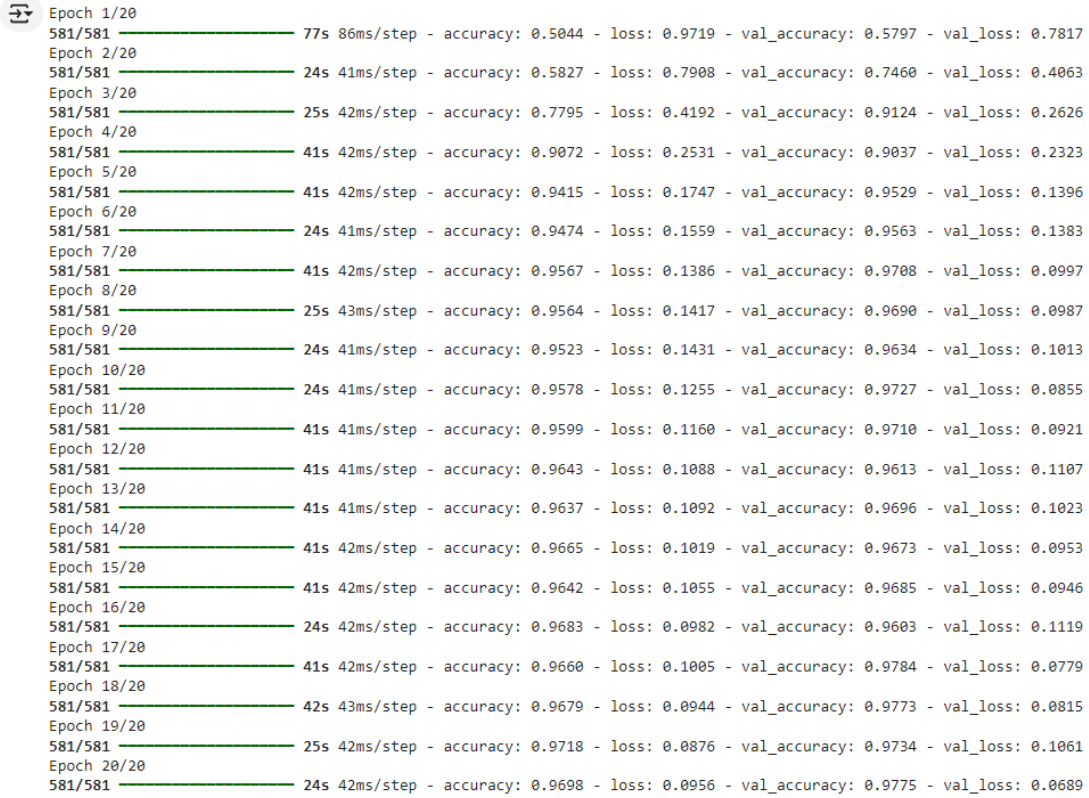 Epoch 1/20
581/581 ━━━━━━━━━━━━━━━━━━━━ 77s 86ms/step - accuracy: 0.5044 - loss: 0.9719 - val_accuracy: 0.5797 - val_loss: 0.7817
Epoch 2/20
581/581 ━━━━━━━━━━━━━━━━━━━━ 24s 41ms/step - accuracy: 0.5827 - loss: 0.7908 - val_accuracy: 0.7460 - val_loss: 0.4063
Epoch 3/20
581/581 ━━━━━━━━━━━━━━━━━━━━ 25s 42ms/step - accuracy: 0.7795 - loss: 0.4192 - val_accuracy: 0.9124 - val_loss: 0.2626
Epoch 4/20
581/581 ━━━━━━━━━━━━━━━━━━━━ 41s 42ms/step - accuracy: 0.9072 - loss: 0.2531 - val_accuracy: 0.9037 - val_loss: 0.2323
Epoch 5/20
581/581 ━━━━━━━━━━━━━━━━━━━━ 41s 42ms/step - accuracy: 0.9415 - loss: 0.1747 - val_accuracy: 0.9529 - val_loss: 0.1396
Epoch 6/20
581/581 ━━━━━━━━━━━━━━━━━━━━ 24s 41ms/step - accuracy: 0.9474 - loss: 0.1559 - val_accuracy: 0.9563 - val_loss: 0.1383
Epoch 7/20
581/581 ━━━━━━━━━━━━━━━━━━━━ 41s 42ms/step - accuracy: 0.9567 - loss: 0.1386 - val_accuracy: 0.9708 - val_loss: 0.0997
Epoch 8/20
581/581 ━━━━━━━━━━━━━━━━━━━━ 25s 43ms/step - accuracy: 0.9564 - loss: 0.1417 - val_accuracy: 0.9690 - val_loss: 0.0987
Epoch 9/20
581/581 ━━━━━━━━━━━━━━━━━━━━ 24s 41ms/step - accuracy: 0.9523 - loss: 0.1431 - val_accuracy: 0.9634 - val_loss: 0.1013
Epoch 10/20
581/581 ━━━━━━━━━━━━━━━━━━━━ 24s 41ms/step - accuracy: 0.9578 - loss: 0.1255 - val_accuracy: 0.9727 - val_loss: 0.0855
Epoch 11/20
581/581 ━━━━━━━━━━━━━━━━━━━━ 41s 41ms/step - accuracy: 0.9599 - loss: 0.1160 - val_accuracy: 0.9710 - val_loss: 0.0921
Epoch 12/20
581/581 ━━━━━━━━━━━━━━━━━━━━ 41s 41ms/step - accuracy: 0.9643 - loss: 0.1088 - val_accuracy: 0.9613 - val_loss: 0.1107
Epoch 13/20
581/581 ━━━━━━━━━━━━━━━━━━━━ 41s 41ms/step - accuracy: 0.9637 - loss: 0.1092 - val_accuracy: 0.9696 - val_loss: 0.1023
Epoch 14/20
581/581 ━━━━━━━━━━━━━━━━━━━━ 41s 42ms/step - accuracy: 0.9665 - loss: 0.1019 - val_accuracy: 0.9673 - val_loss: 0.0953
Epoch 15/20
581/581 ━━━━━━━━━━━━━━━━━━━━ 41s 42ms/step - accuracy: 0.9642 - loss: 0.1055 - val_accuracy: 0.9685 - val_loss: 0.0946
Epoch 16/20
581/581 ━━━━━━━━━━━━━━━━━━━━ 24s 42ms/step - accuracy: 0.9683 - loss: 0.0982 - val_accuracy: 0.9603 - val_loss: 0.1119
Epoch 17/20
581/581 ━━━━━━━━━━━━━━━━━━━━ 41s 42ms/step - accuracy: 0.9660 - loss: 0.1005 - val_accuracy: 0.9784 - val_loss: 0.0779
Epoch 18/20
581/581 ━━━━━━━━━━━━━━━━━━━━ 42s 43ms/step - accuracy: 0.9679 - loss: 0.0944 - val_accuracy: 0.9773 - val_loss: 0.0815
Epoch 19/20
581/581 ━━━━━━━━━━━━━━━━━━━━ 25s 42ms/step - accuracy: 0.9718 - loss: 0.0876 - val_accuracy: 0.9734 - val_loss: 0.1061
Epoch 20/20
581/581 ━━━━━━━━━━━━━━━━━━━━ 24s 42ms/step - accuracy: 0.9698 - loss: 0.0956 - val_accuracy: 0.9775 - val_loss: 0.0689